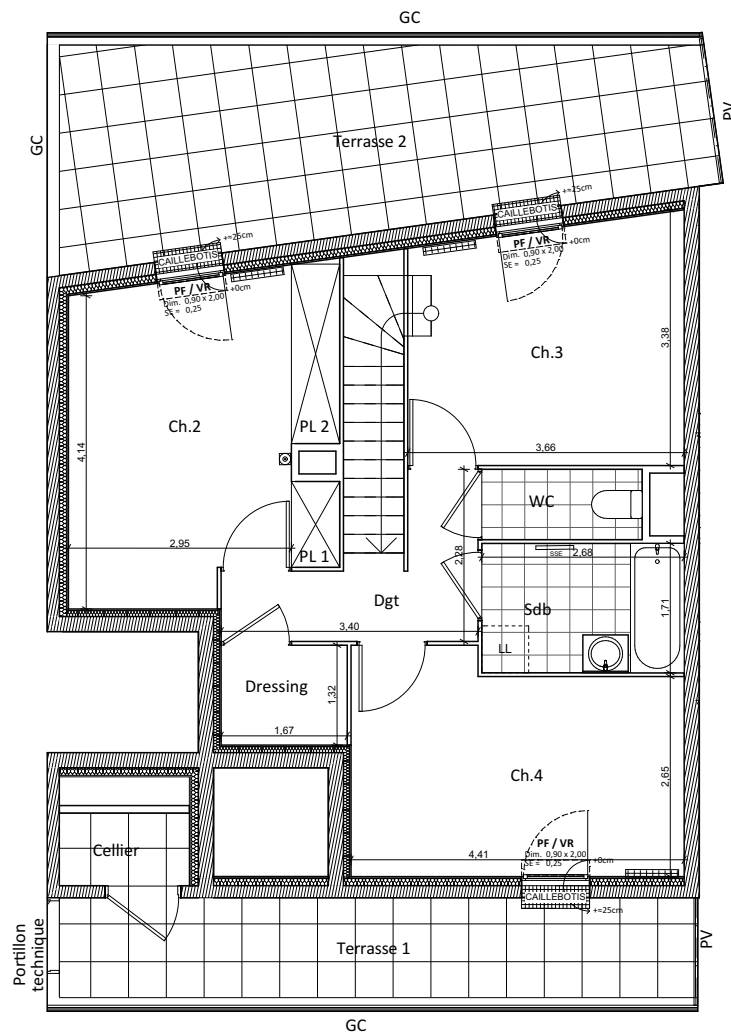 GC
GC
PV
Terrasse 2
+=25cm
CAILLEBOTIS
PF / VR
Dim. 0,90 x 2,00
SE = 0,25
+0cm
+=25cm
CAILLEBOTIS
PF / VR
Dim. 0,90 x 2,00
SE = 0,25
+0cm
Ch.3
3,38
3,66
Ch.2
4,14
2,95
PL 2
PL 1
WC
2,28
SSE
2,68
Sdb
1,71
LL
Dgt
3,40
Dressing
1,32
1,67
Ch.4
2,65
4,41
PF / VR
Dim. 0,90 x 2,00
SE = 0,25
+0cm
CAILLEBOTIS
+=25cm
Cellier
Portillon
technique
Terrasse 1
PV
GC